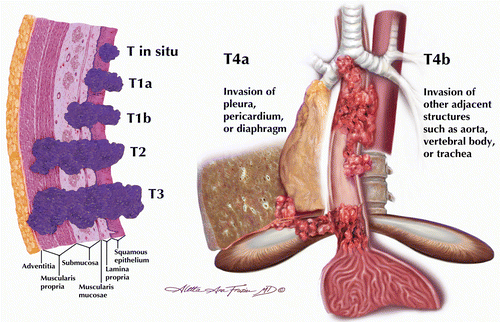 T in situ
T1a
T1b
T2
T3
Adventitia
Muscularis
propria
Submucosa
Muscularis
mucosae
Lamina
propria
Squamous
epithelium
T4a
Invasion of
pleura,
pericardium,
or diaphragm
T4b
Invasion of
other adjacent
structures
such as aorta,
vertebral body,
or trachea
MD ©